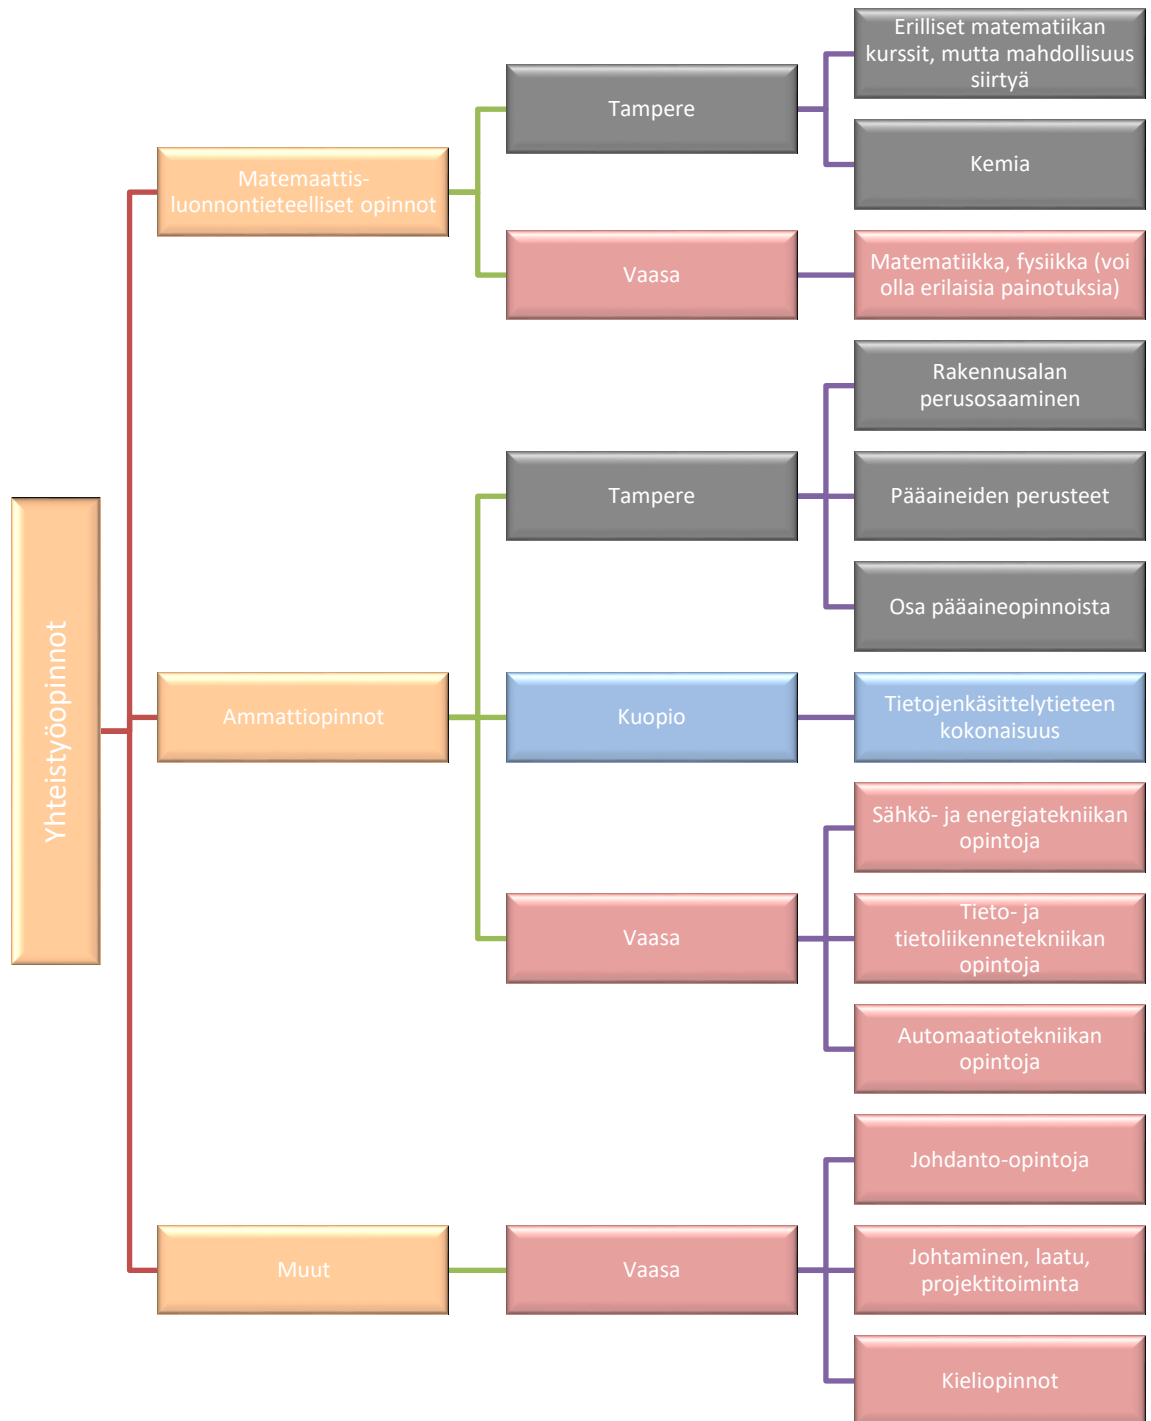 Yhteistyöopinnot
Matemaattis-
luonnontieteelliset opinnot
Tampere
Erilliset matematiikan
kurssit, mutta mahdollisuus
siirtyä
Kemia
Vaasa
Matematiikka, fysiikka (voi
olla erilaisia painotuksia)
Ammattiopinnot
Tampere
Rakennusalan
perusosaaminen
Pääaineiden perusteet
Osa pääaineopinnoista
Kuopio
Tietojenkäsittelytieteen
kokonaisuus
Vaasa
Sähkö- ja energiatekniikan
opintoja
Tieto- ja
tietoliikennetekniikan
opintoja
Automaatiotekniikan
opintoja
Muut
Vaasa
Johdanto-opintoja
Johtaminen, laatu,
projektitoiminta
Kieliopinnot